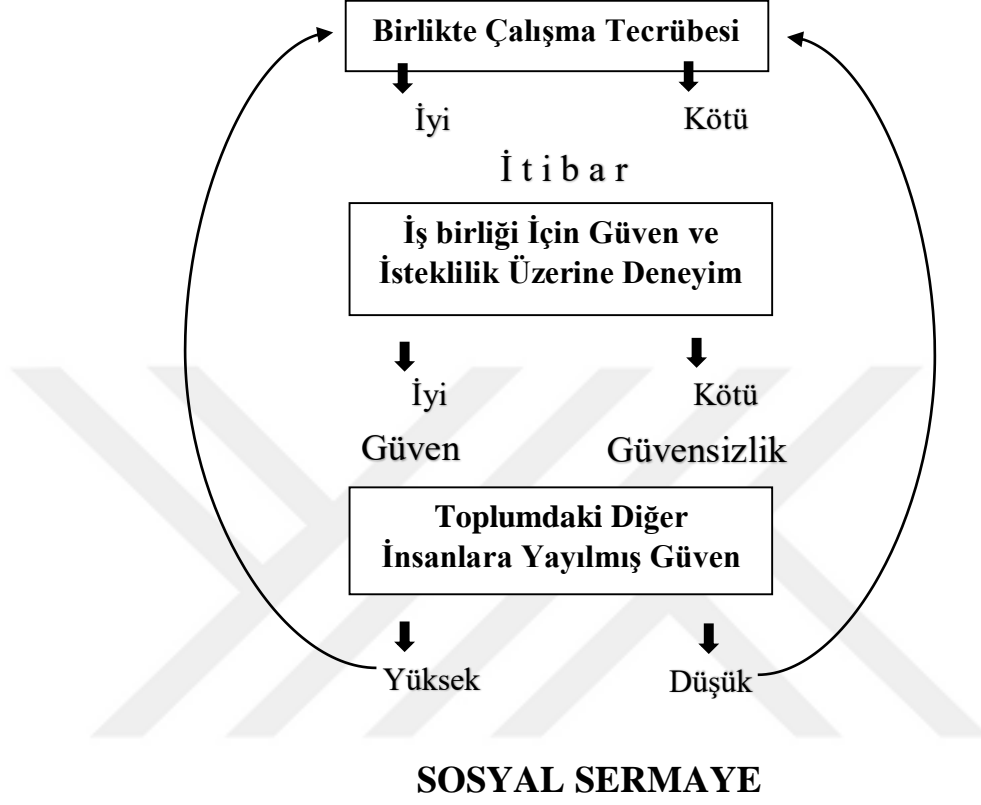 Birlikte Çalışma Tecrübesi
İyi Kötü
İ t i b a r
İş birliği İçin Güven ve
İsteklilik Üzerine Deneyim
İyi Kötü
Güven Güvensizlik
Toplumdaki Diğer
İnsanlara Yayılmış Güven
Yüksek Düşük
SOSYAL SERMAYE